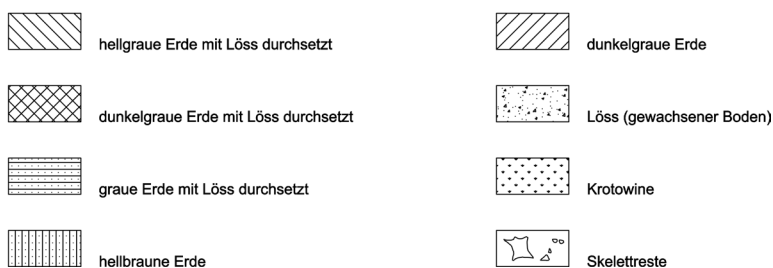 hellgraue Erde mit Löss durchsetzt
dunkelgraue Erde
dunkelgraue Erde mit Löss durchsetzt
Löss (gewachsener Boden)
graue Erde mit Löss durchsetzt
Krotowine
hellbraune Erde
Skelettreste